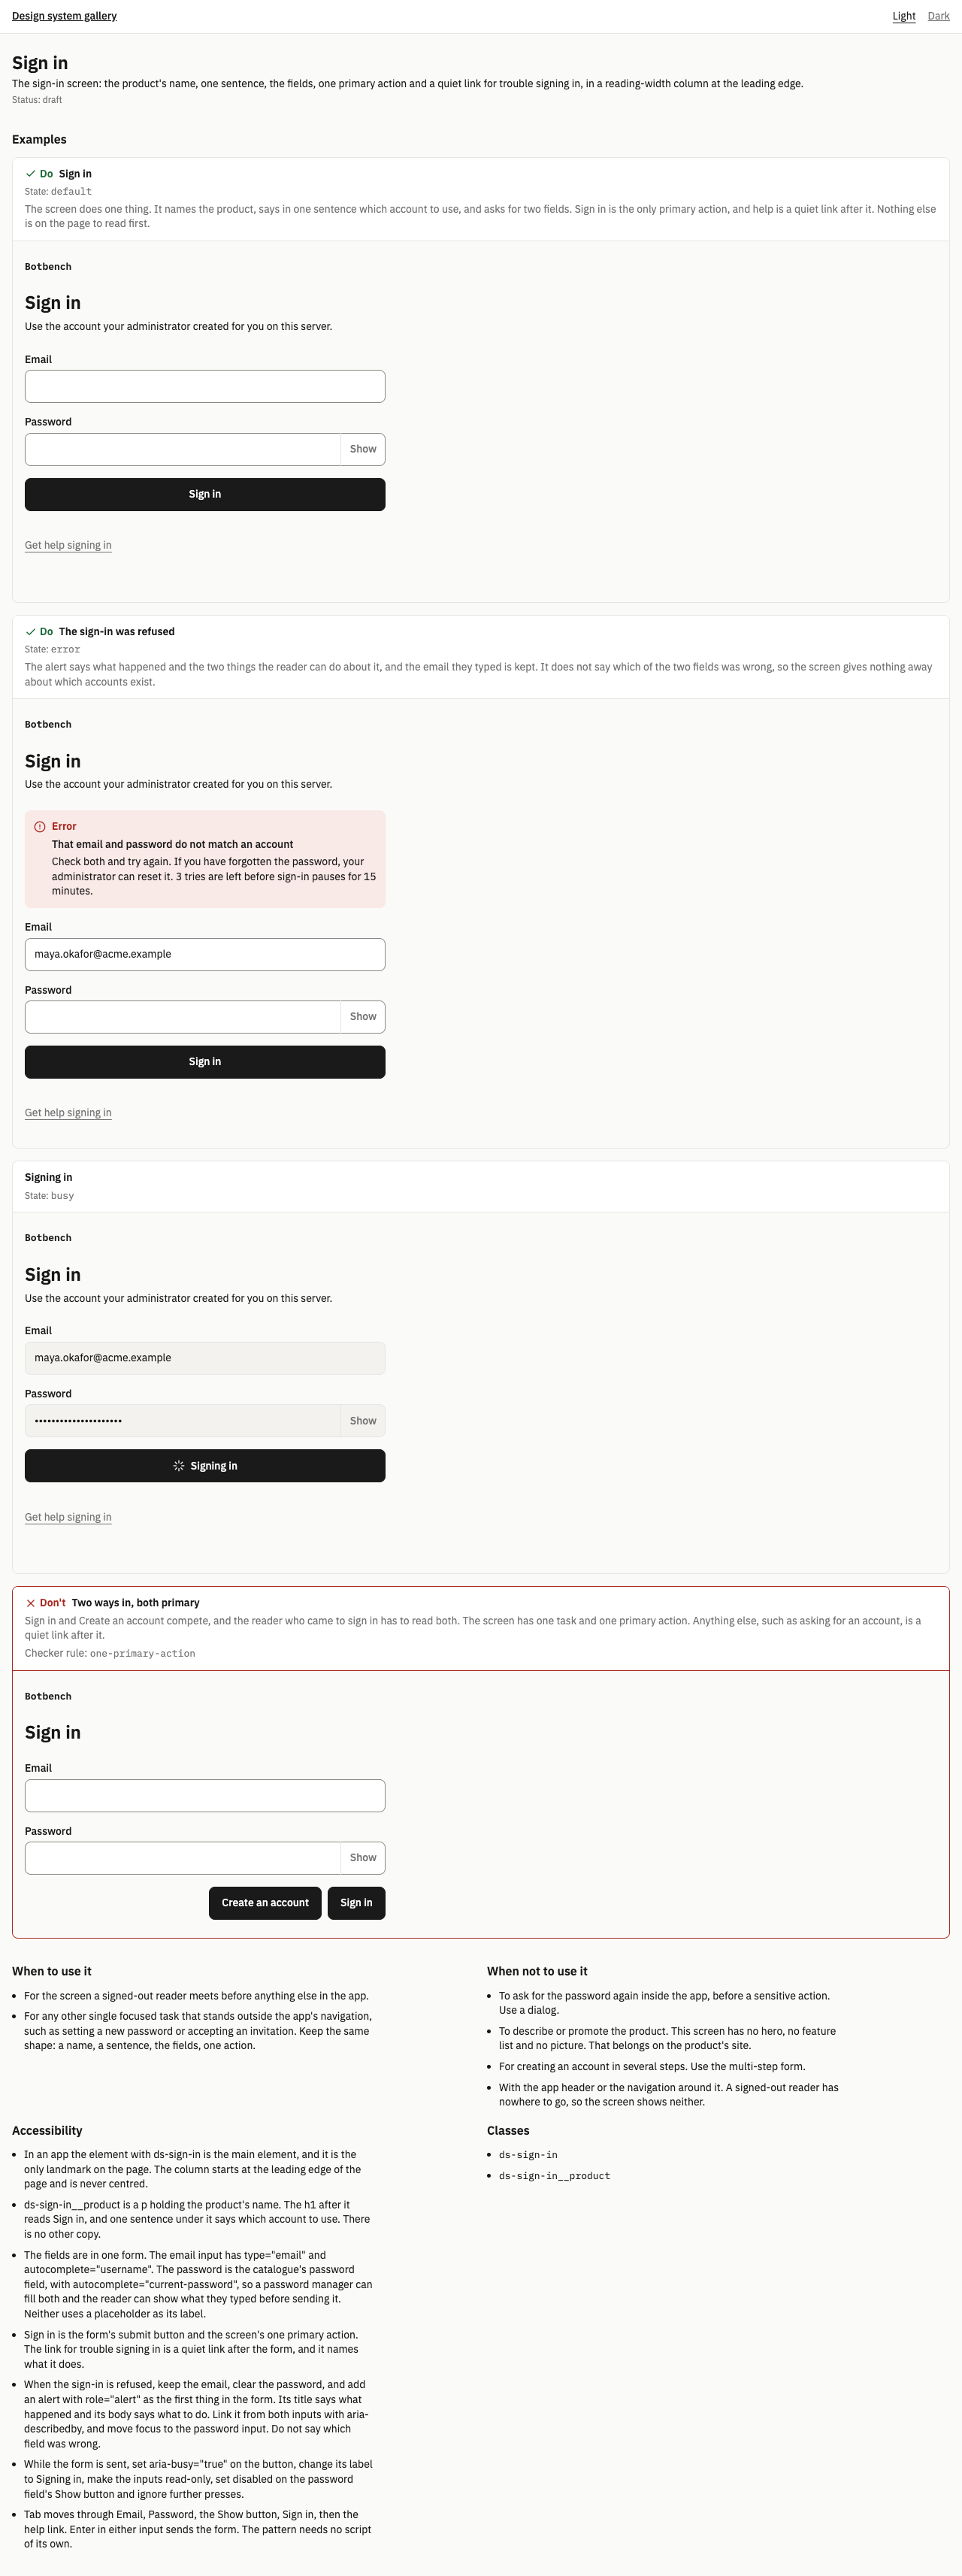 Design system gallery
Light
Dark
Sign in
The sign-in screen: the product's name, one sentence, the fields, one primary action and a quiet link for trouble signing in, in a reading-width column at the leading edge.
Status: draft
Examples
Do Sign in
State: default
The screen does one thing. It names the product, says in one sentence which account to use, and asks for two fields. Sign in is the only primary action, and help is a quiet link after it. Nothing else
is on the page to read first.
Botbench
Sign in
Use the account your administrator created for you on this server.
Email
Password
Show
Sign in
Get help signing in
Do The sign-in was refused
State: error
The alert says what happened and the two things the reader can do about it, and the email they typed is kept. It does not say which of the two fields was wrong, so the screen gives nothing away
about which accounts exist.
Botbench
Sign in
Use the account your administrator created for you on this server.
Error
That email and password do not match an account
Check both and try again. If you have forgotten the password, your
administrator can reset it. 3 tries are left before sign-in pauses for 15
minutes.
Email
maya.okafor@acme.example
Password
Show
Sign in
Get help signing in
Signing in
State: busy
Botbench
Sign in
Use the account your administrator created for you on this server.
Email
maya.okafor@acme.example
Password
•••••••••••••••••••••
Show
Signing in
Get help signing in
Don't Two ways in, both primary
Sign in and Create an account compete, and the reader who came to sign in has to read both. The screen has one task and one primary action. Anything else, such as asking for an account, is a
quiet link after it.
Checker rule: one-primary-action
Botbench
Sign in
Email
Password
Show
Create an account
Sign in
When to use it
• For the screen a signed-out reader meets before anything else in the app.
• For any other single focused task that stands outside the app's navigation,
such as setting a new password or accepting an invitation. Keep the same
shape: a name, a sentence, the fields, one action.
When not to use it
• To ask for the password again inside the app, before a sensitive action.
Use a dialog.
• To describe or promote the product. This screen has no hero, no feature
list and no picture. That belongs on the product's site.
• For creating an account in several steps. Use the multi-step form.
• With the app header or the navigation around it. A signed-out reader has
nowhere to go, so the screen shows neither.
Accessibility
• In an app the element with ds-sign-in is the main element, and it is the
only landmark on the page. The column starts at the leading edge of the
page and is never centred.
• ds-sign-in__product is a p holding the product's name. The h1 after it
reads Sign in, and one sentence under it says which account to use. There
is no other copy.
• The fields are in one form. The email input has type="email" and
autocomplete="username". The password is the catalogue's password
field, with autocomplete="current-password", so a password manager can
fill both and the reader can show what they typed before sending it.
Neither uses a placeholder as its label.
• Sign in is the form's submit button and the screen's one primary action.
The link for trouble signing in is a quiet link after the form, and it names
what it does.
• When the sign-in is refused, keep the email, clear the password, and add
an alert with role="alert" as the first thing in the form. Its title says what
happened and its body says what to do. Link it from both inputs with aria-
describedby, and move focus to the password input. Do not say which
field was wrong.
• While the form is sent, set aria-busy="true" on the button, change its label
to Signing in, make the inputs read-only, set disabled on the password
field's Show button and ignore further presses.
• Tab moves through Email, Password, the Show button, Sign in, then the
help link. Enter in either input sends the form. The pattern needs no script
of its own.
Classes
• ds-sign-in
• ds-sign-in__product